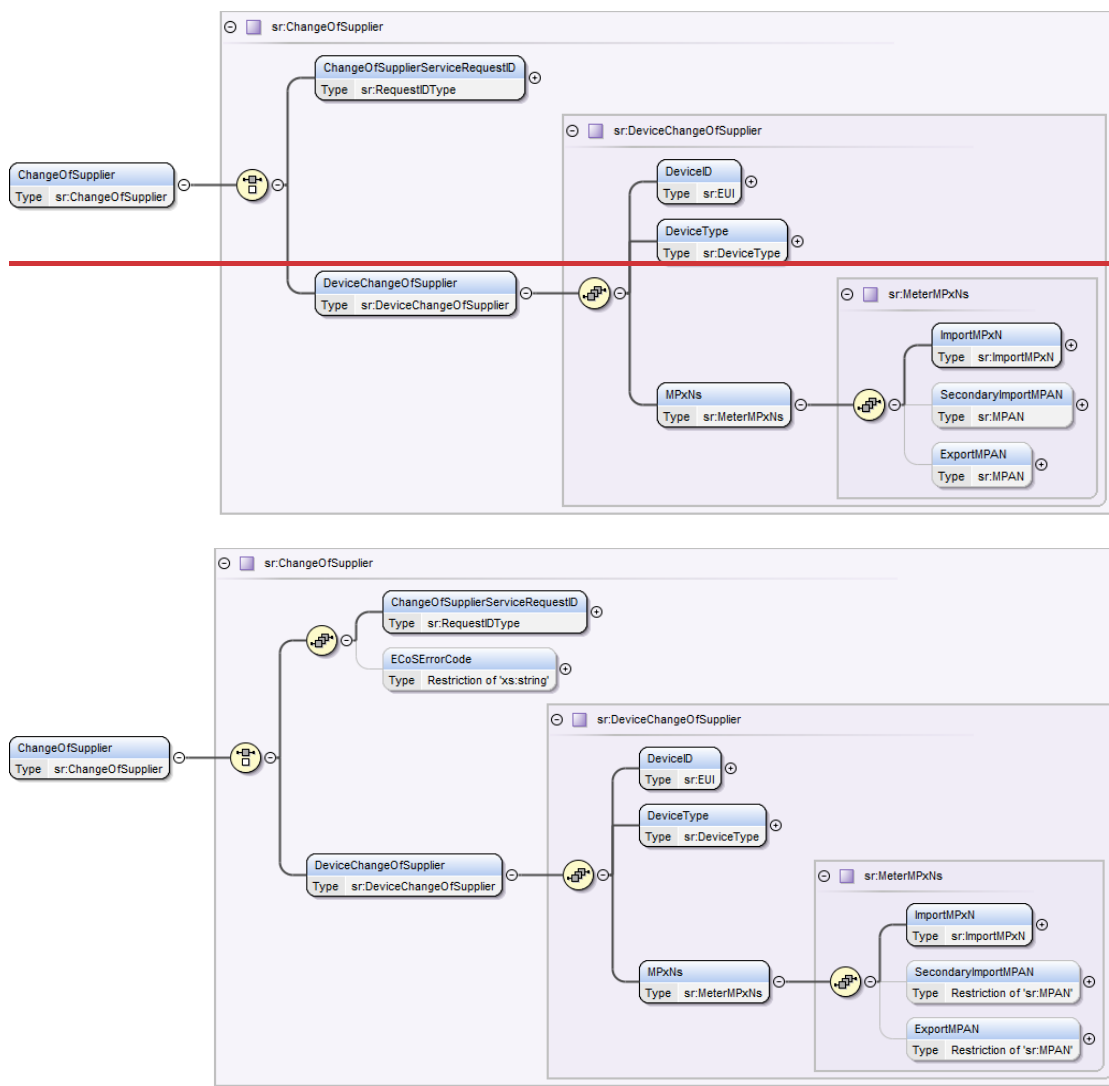 sr:ChangeOfSupplier
ChangeOfSupplierServiceRequestID
Type sr:RequestIDType
sr:DeviceChangeOfSupplier
DeviceID
Type sr:EUI
ChangeOfSupplier
Type sr:ChangeOfSupplier
DeviceType
Type sr:DeviceType
DeviceChangeOfSupplier
Type sr:DeviceChangeOfSupplier
sr:MeterMPxNs
ImportMPxN
Type sr:ImportMPxN
MPxNs
Type sr:MeterMPxNs
SecondaryImportMPAN
Type sr:MPAN
ExportMPAN
Type sr:MPAN
sr:ChangeOfSupplier
ChangeOfSupplierServiceRequestID
Type sr:RequestIDType
ECoSErrorCode
Type Restriction of 'xs:string'
sr:DeviceChangeOfSupplier
ChangeOfSupplier
Type sr:ChangeOfSupplier
DeviceID
Type sr:EUI
DeviceType
Type sr:DeviceType
DeviceChangeOfSupplier
Type sr:DeviceChangeOfSupplier
sr:MeterMPxNs
ImportMPxN
Type sr:ImportMPxN
MPxNs
Type sr:MeterMPxNs
SecondaryImportMPAN
Type Restriction of 'sr:MPAN'
ExportMPAN
Type Restriction of 'sr:MPAN'